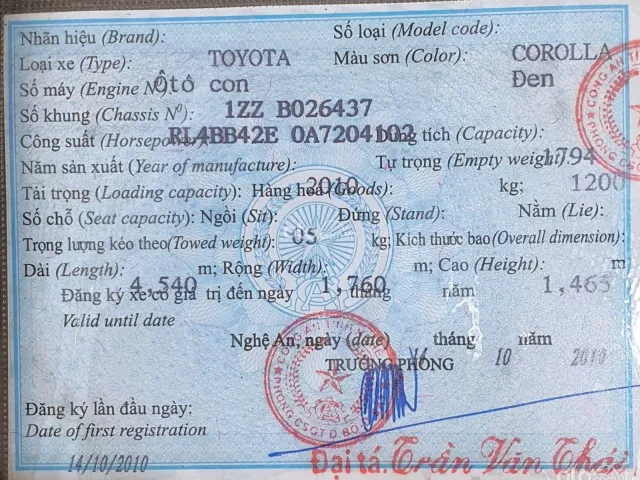 Nhãn hiệu (Brand): Số loại (Model code):
Loại xe (Type): TOYOTA Màu sơn (Color): COROLLA
Số máy (Engine Nº): Ôtô con Đen
Số khung (Chassis Nº): 1ZZ B026437
Công suất (Horsepower): RL4BB42E 0A7204102 Dung tích (Capacity):
Năm sản xuất (Year of manufacture): Tự trọng (Empty weight): 1794
Tải trọng (Loading capacity): Hàng hoá (Goods): 2010 kg; 1200
Số chỗ (Seat capacity): Ngồi (Sit): Đứng (Stand): Nằm (Lie):
Trọng lượng kéo theo (Towed weight): 05 kg; Kích thước bao (Overall dimension):
Dài (Length): m; Rộng (Width): m; Cao (Height): m
4,540 1,760 1,465
Đăng ký xe có giá trị đến ngày tháng năm
Valid until date
Nghệ An, ngày (date) tháng năm
TRƯỞNG PHÒNG 10 2010
Đăng ký lần đầu ngày:
Date of first registration
14/10/2010
Đại tá. Trần Văn Thái